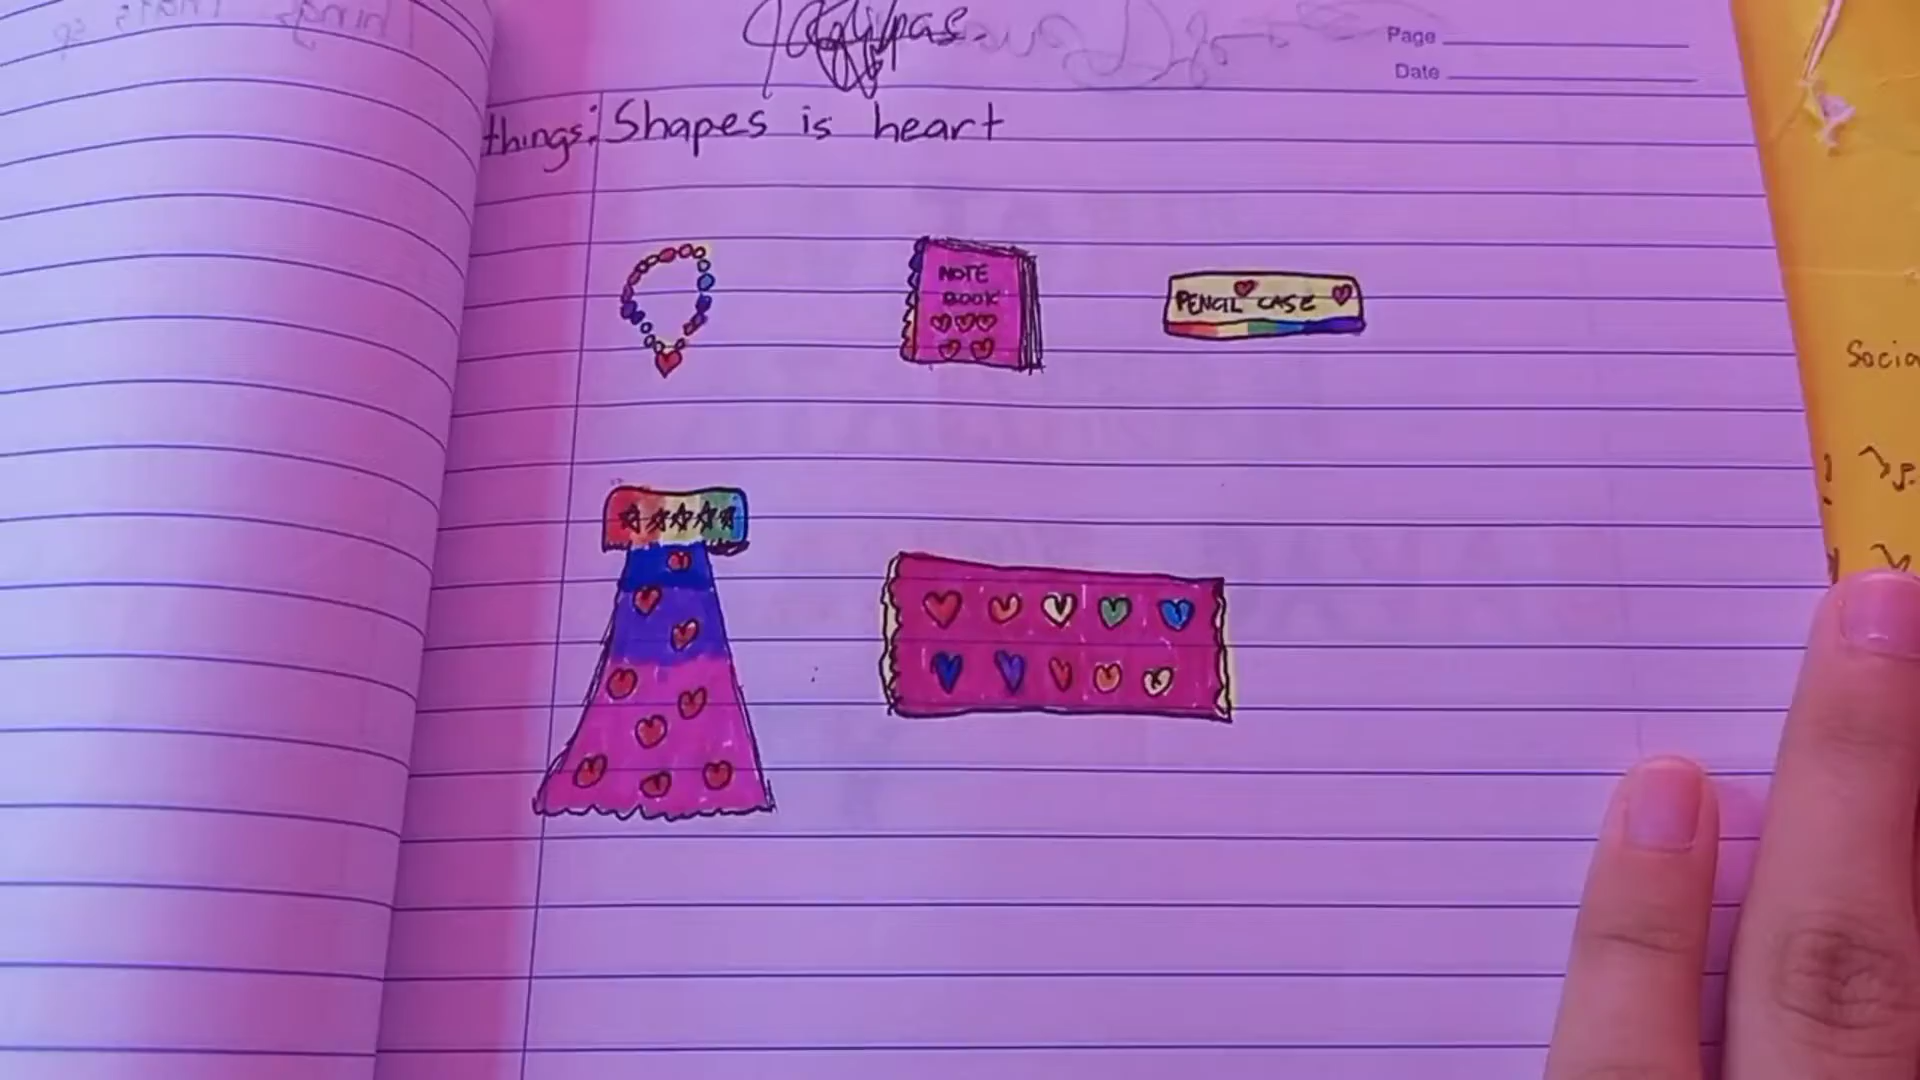 Page
Date
things: Shapes is heart
NOTE
BOOK
PENCIL CASE
Socia